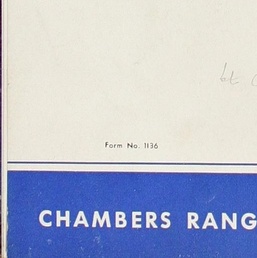 Form No. 1136
CHAMBERS RANG